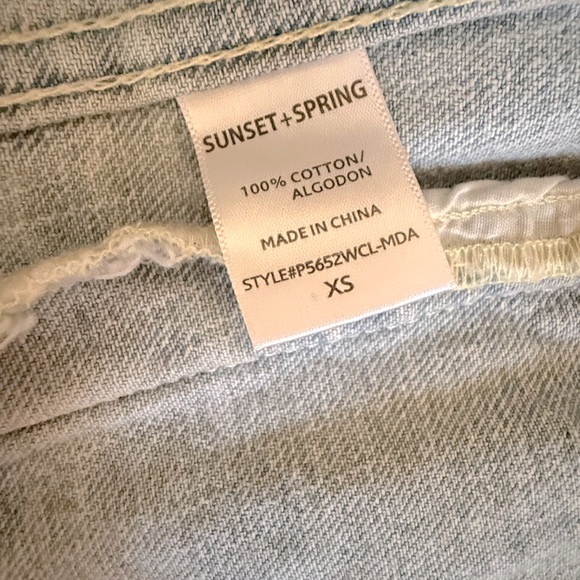 SUNSET+SPRING
100% COTTON/
ALGODON
MADE IN CHINA
STYLE#P5652WCL-MDA
XS